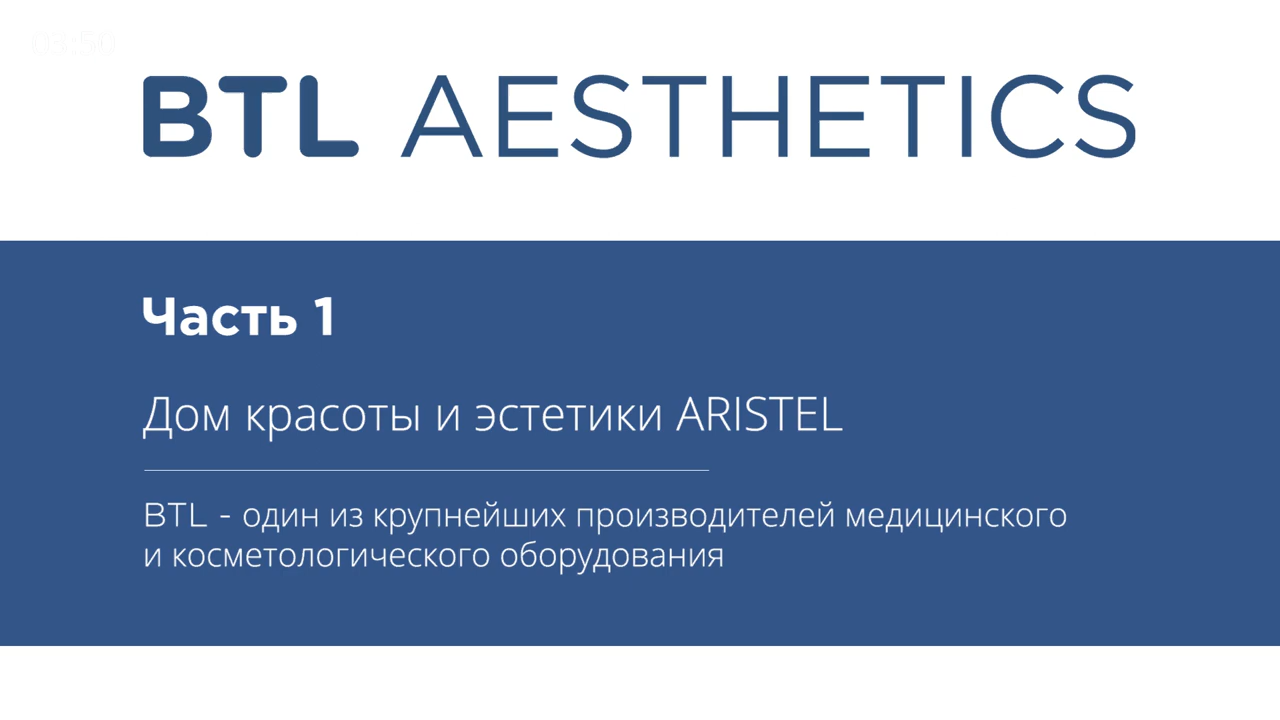 BTL AESTHETICS
Часть 1
Дом красоты и эстетики ARISTEL
BTL - один из крупнейших производителей медицинского
и косметологического оборудования